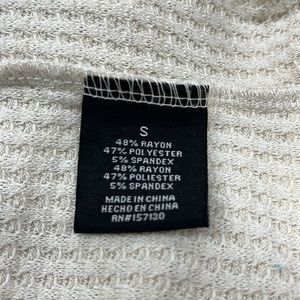 S
48% RAYON
47% POLYESTER
5% SPANDEX
48% RAYON
47% POLIESTER
5% SPANDEX
MADE IN CHINA
HECHO EN CHINA
RN#157130